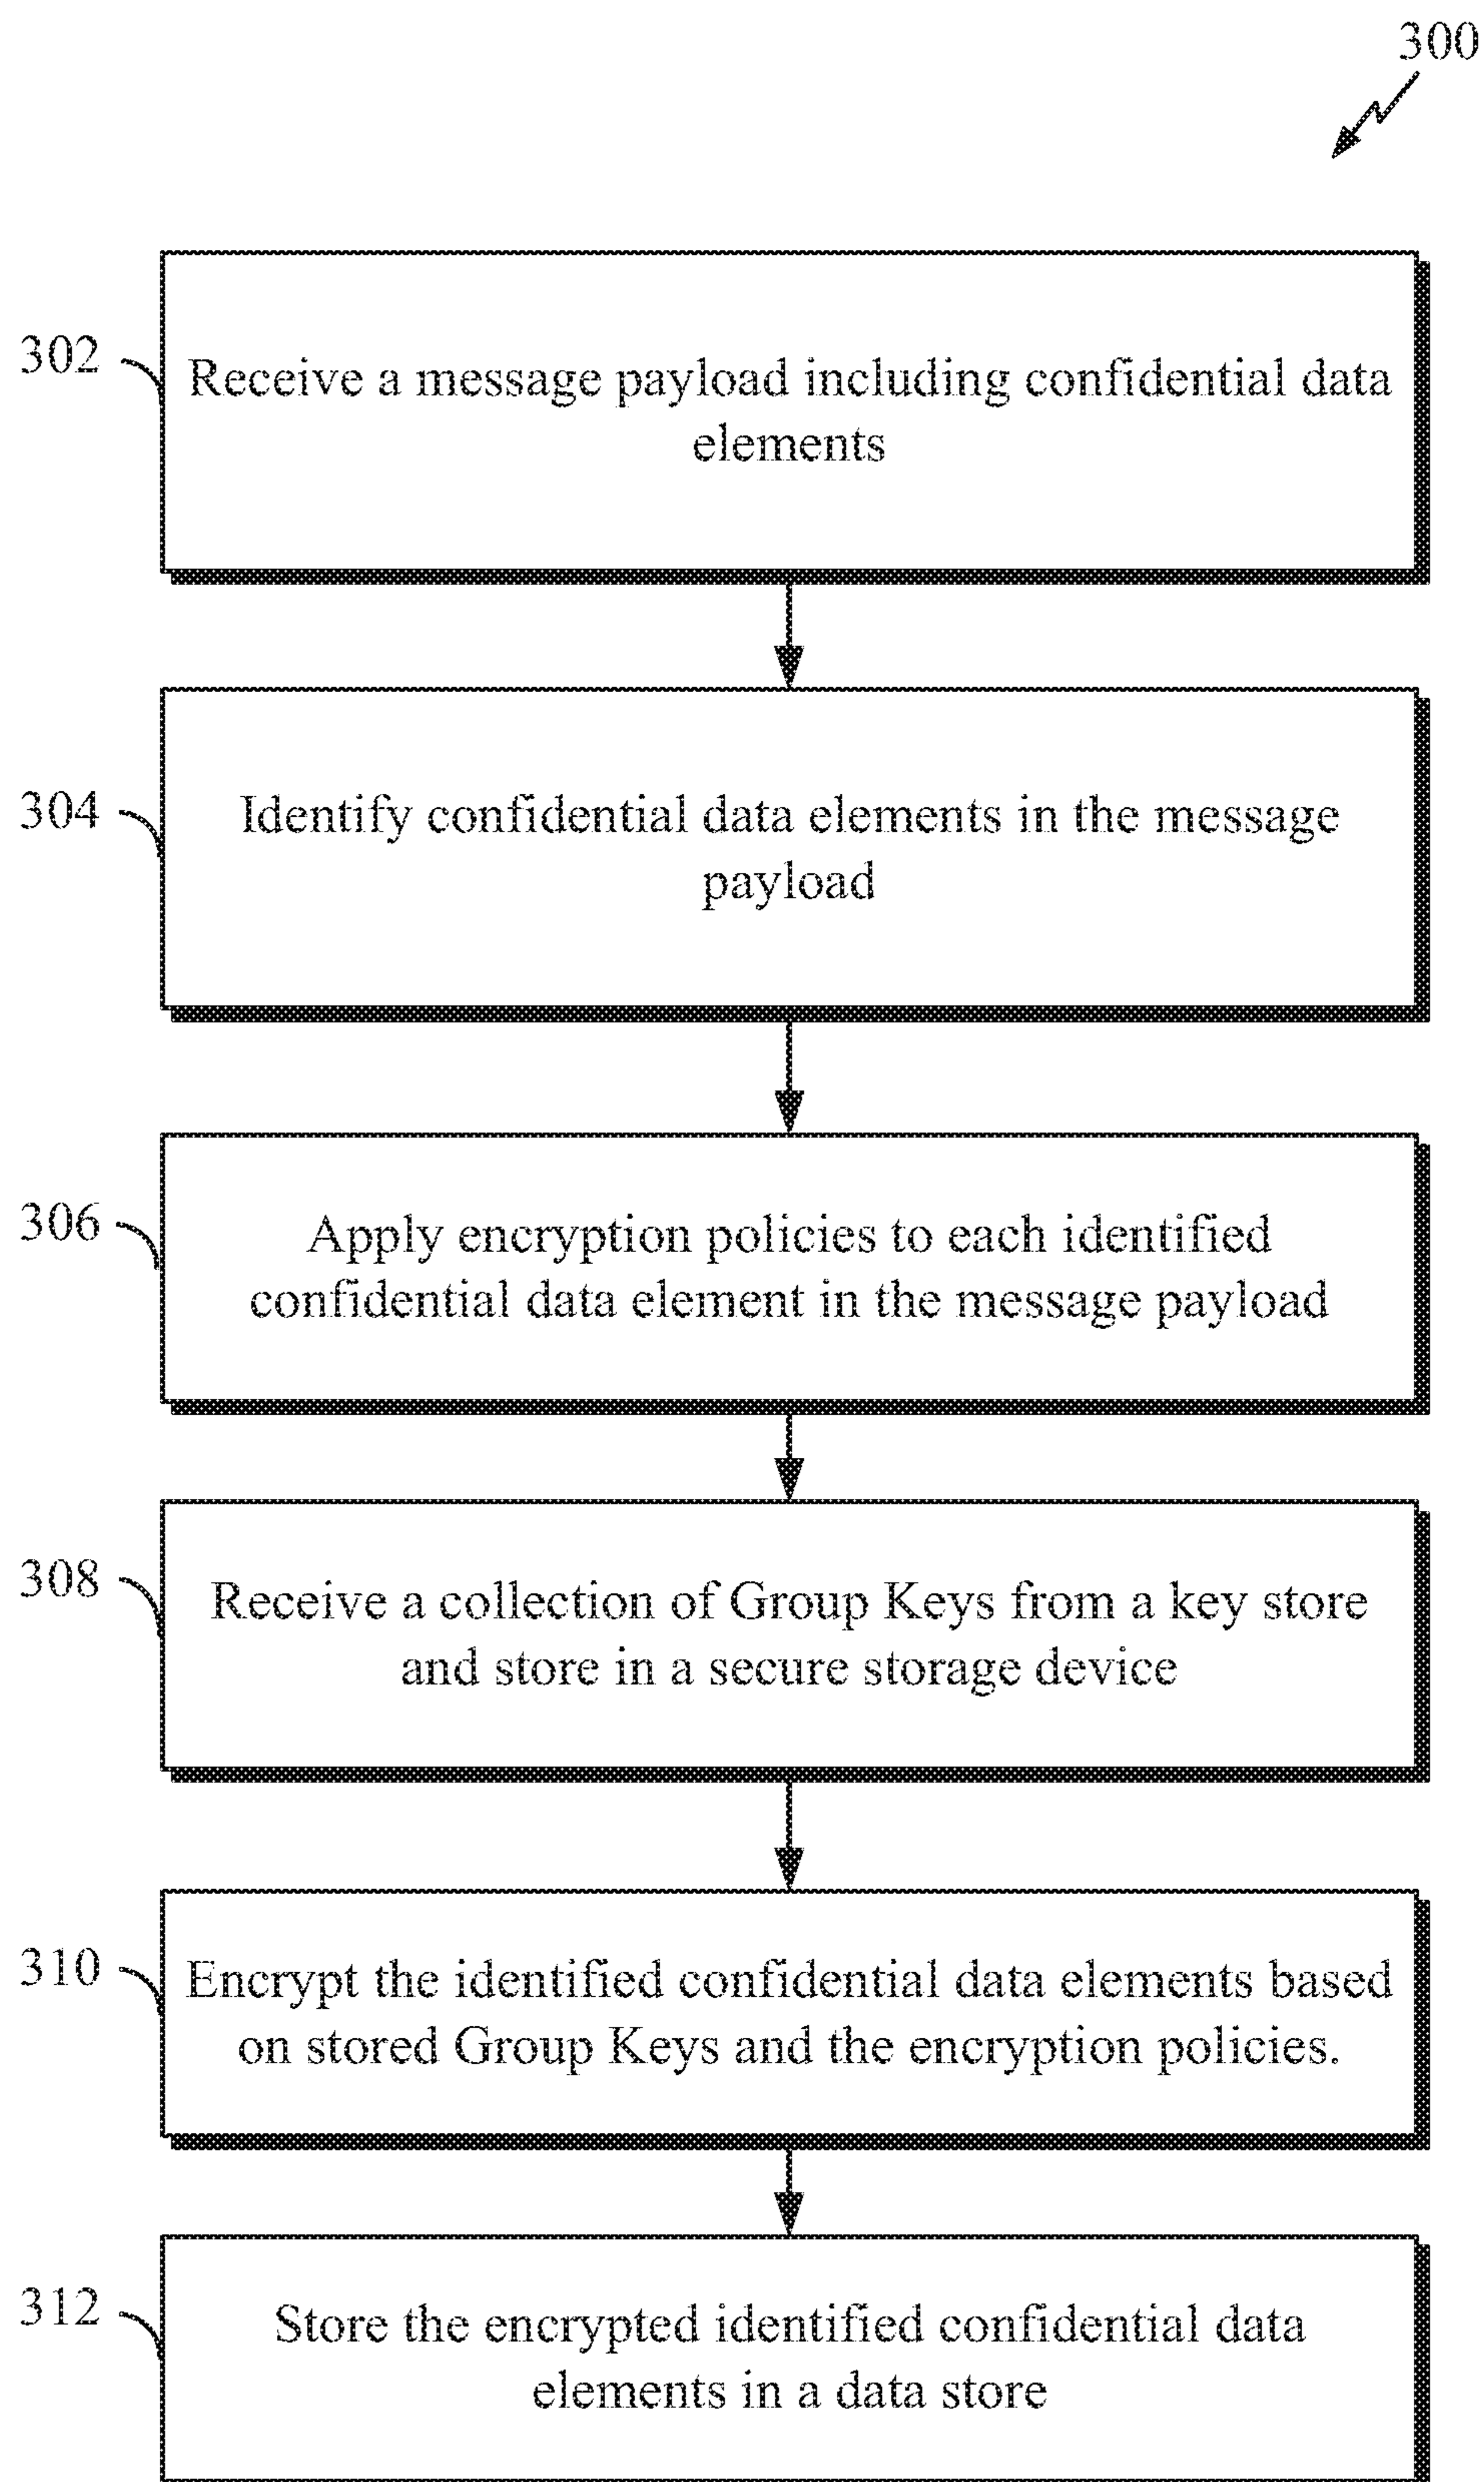 300
302
Receive a message payload including confidential data
elements
304
Identify confidential data elements in the message
payload
306
Apply encryption policies to each identified
confidential data element in the message payload
308
Receive a collection of Group Keys from a key store
and store in a secure storage device
310
Encrypt the identified confidential data elements based
on stored Group Keys and the encryption policies.
312
Store the encrypted identified confidential data
elements in a data store